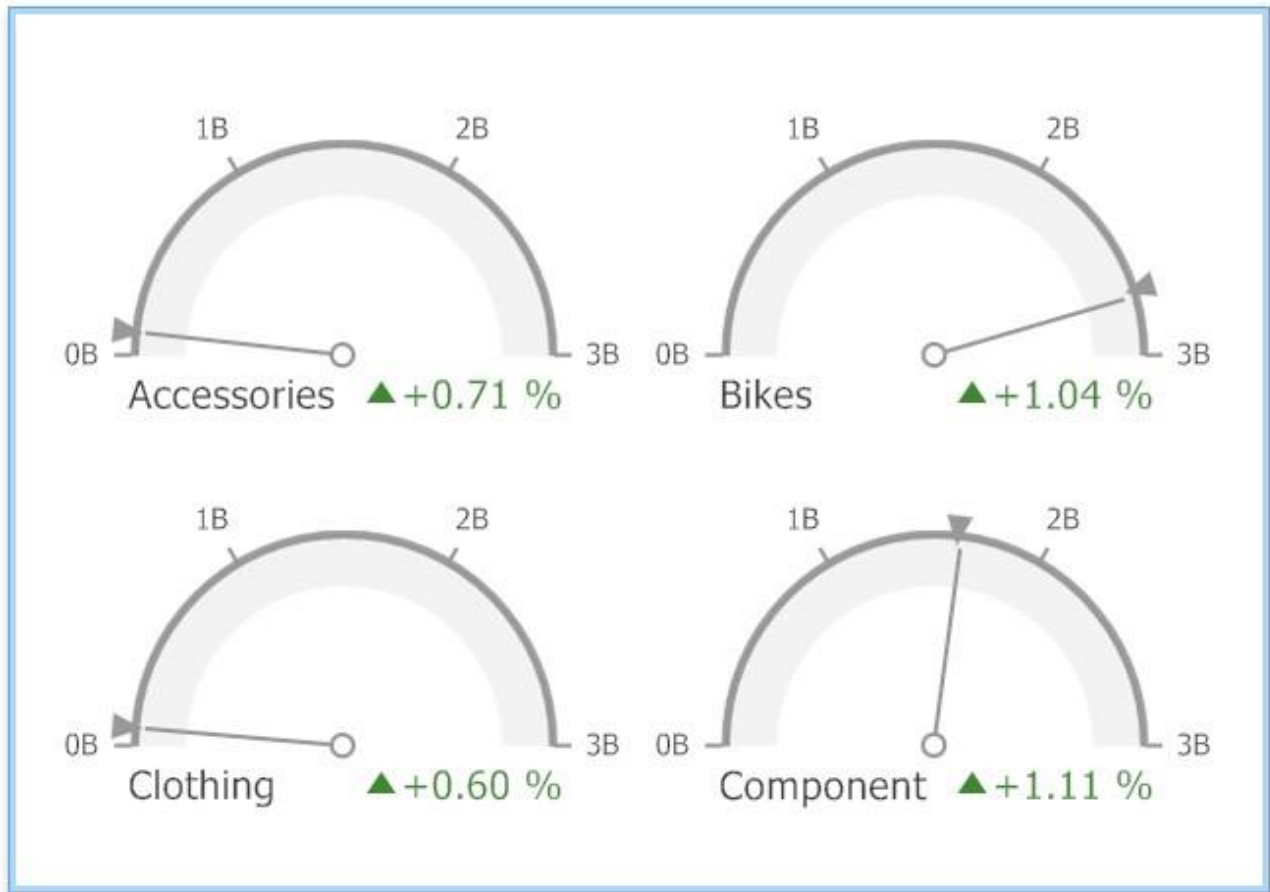 1B 2B
0B 3B
Accessories ▲+0.71 %
1B 2B
0B 3B
Bikes ▲+1.04 %
1B 2B
0B 3B
Clothing ▲+0.60 %
1B 2B
0B 3B
Component ▲+1.11 %